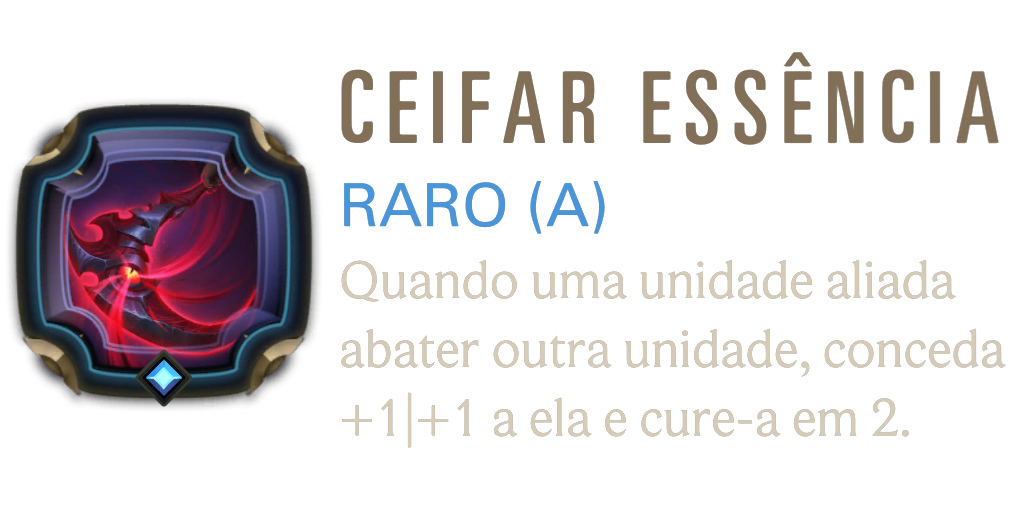 CEIFAR ESSÊNCIA
RARO (A)
Quando uma unidade aliada
abater outra unidade, conceda
+1|+1 a ela e cure-a em 2.